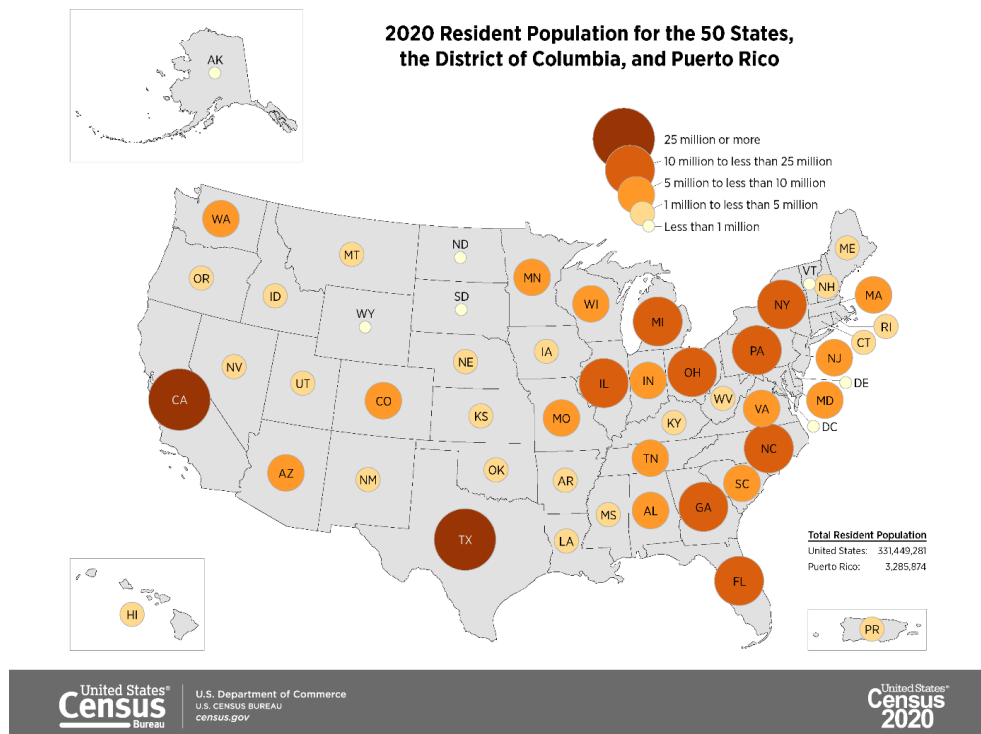 2020 Resident Population for the 50 States,
the District of Columbia, and Puerto Rico
AK
25 million or more
10 million to less than 25 million
5 million to less than 10 million
1 million to less than 5 million
Less than 1 million
WA
ND
MT
MN
ME
VT
NH
OR
ID
SD
WI
MA
WY
MI
NY
RI
CT
NV
NE
IA
PA
NJ
UT
CO
IL
IN
OH
DE
CA
KS
MO
WV
VA
MD
KY
DC
AZ
NM
OK
AR
TN
NC
SC
TX
LA
MS
AL
GA
Total Resident Population
United States: 331,449,281
Puerto Rico: 3,285,874
FL
HI
PR
United States®
Census
Bureau
U.S. Department of Commerce
U.S. CENSUS BUREAU
census.gov
United States®
Census
2020